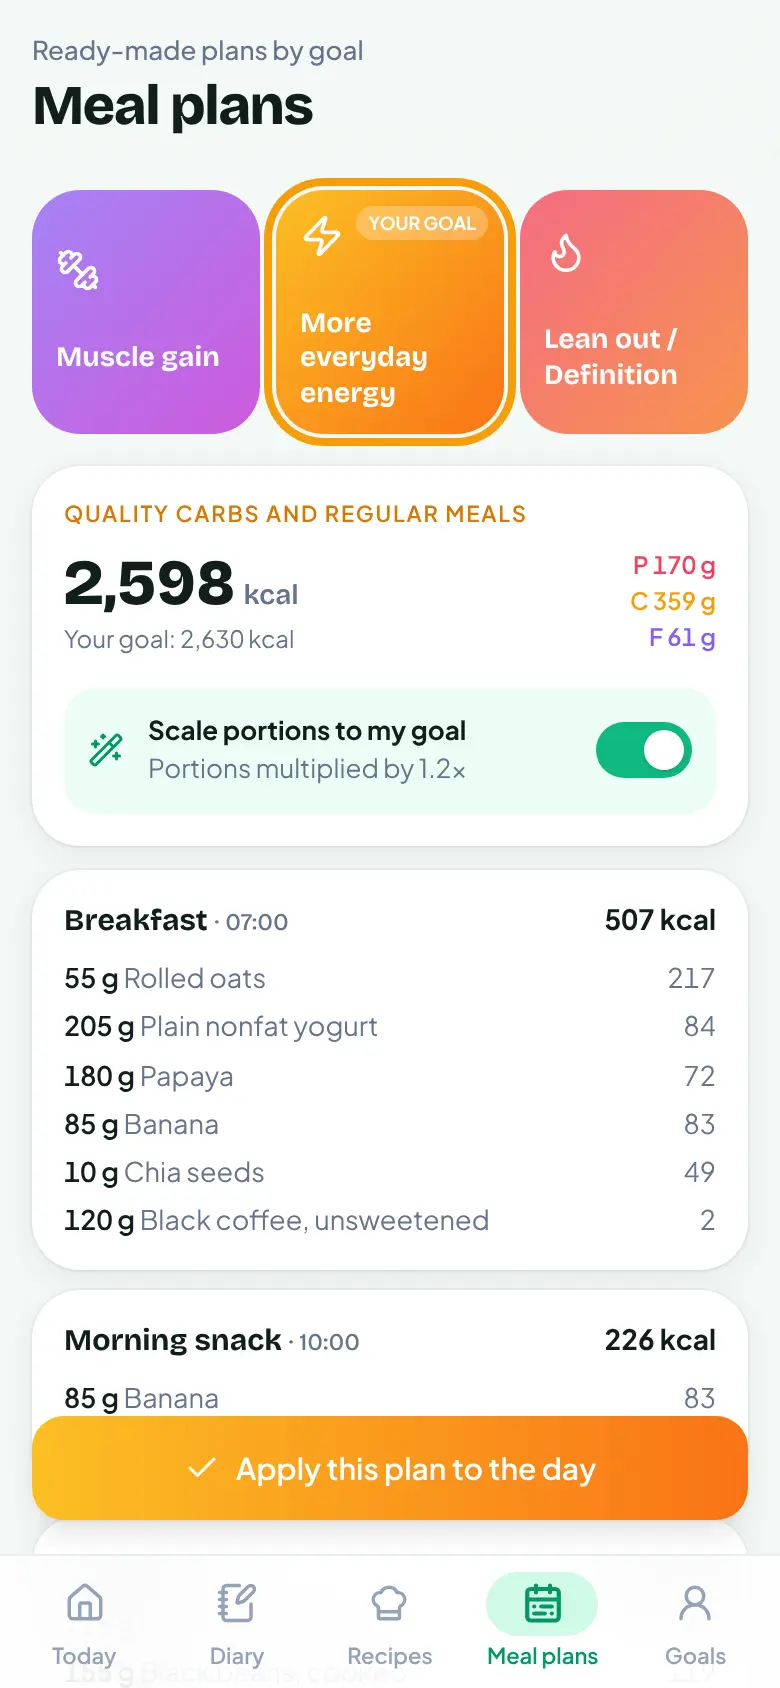 Ready-made plans by goal
Meal plans
Muscle gain
YOUR GOAL
More
everyday
energy
Lean out /
Definition
QUALITY CARBS AND REGULAR MEALS
2,598 kcal
P 170 g
C 359 g
F 61 g
Your goal: 2,630 kcal
Scale portions to my goal
Portions multiplied by 1.2×
Breakfast · 07:00 507 kcal
55 g Rolled oats 217
205 g Plain nonfat yogurt 84
180 g Papaya 72
85 g Banana 83
10 g Chia seeds 49
120 g Black coffee, unsweetened 2
Morning snack · 10:00 226 kcal
85 g Banana 83
Apply this plan to the day
Today
Diary
Recipes
Meal plans
Goals
155 g Black beans, cooked